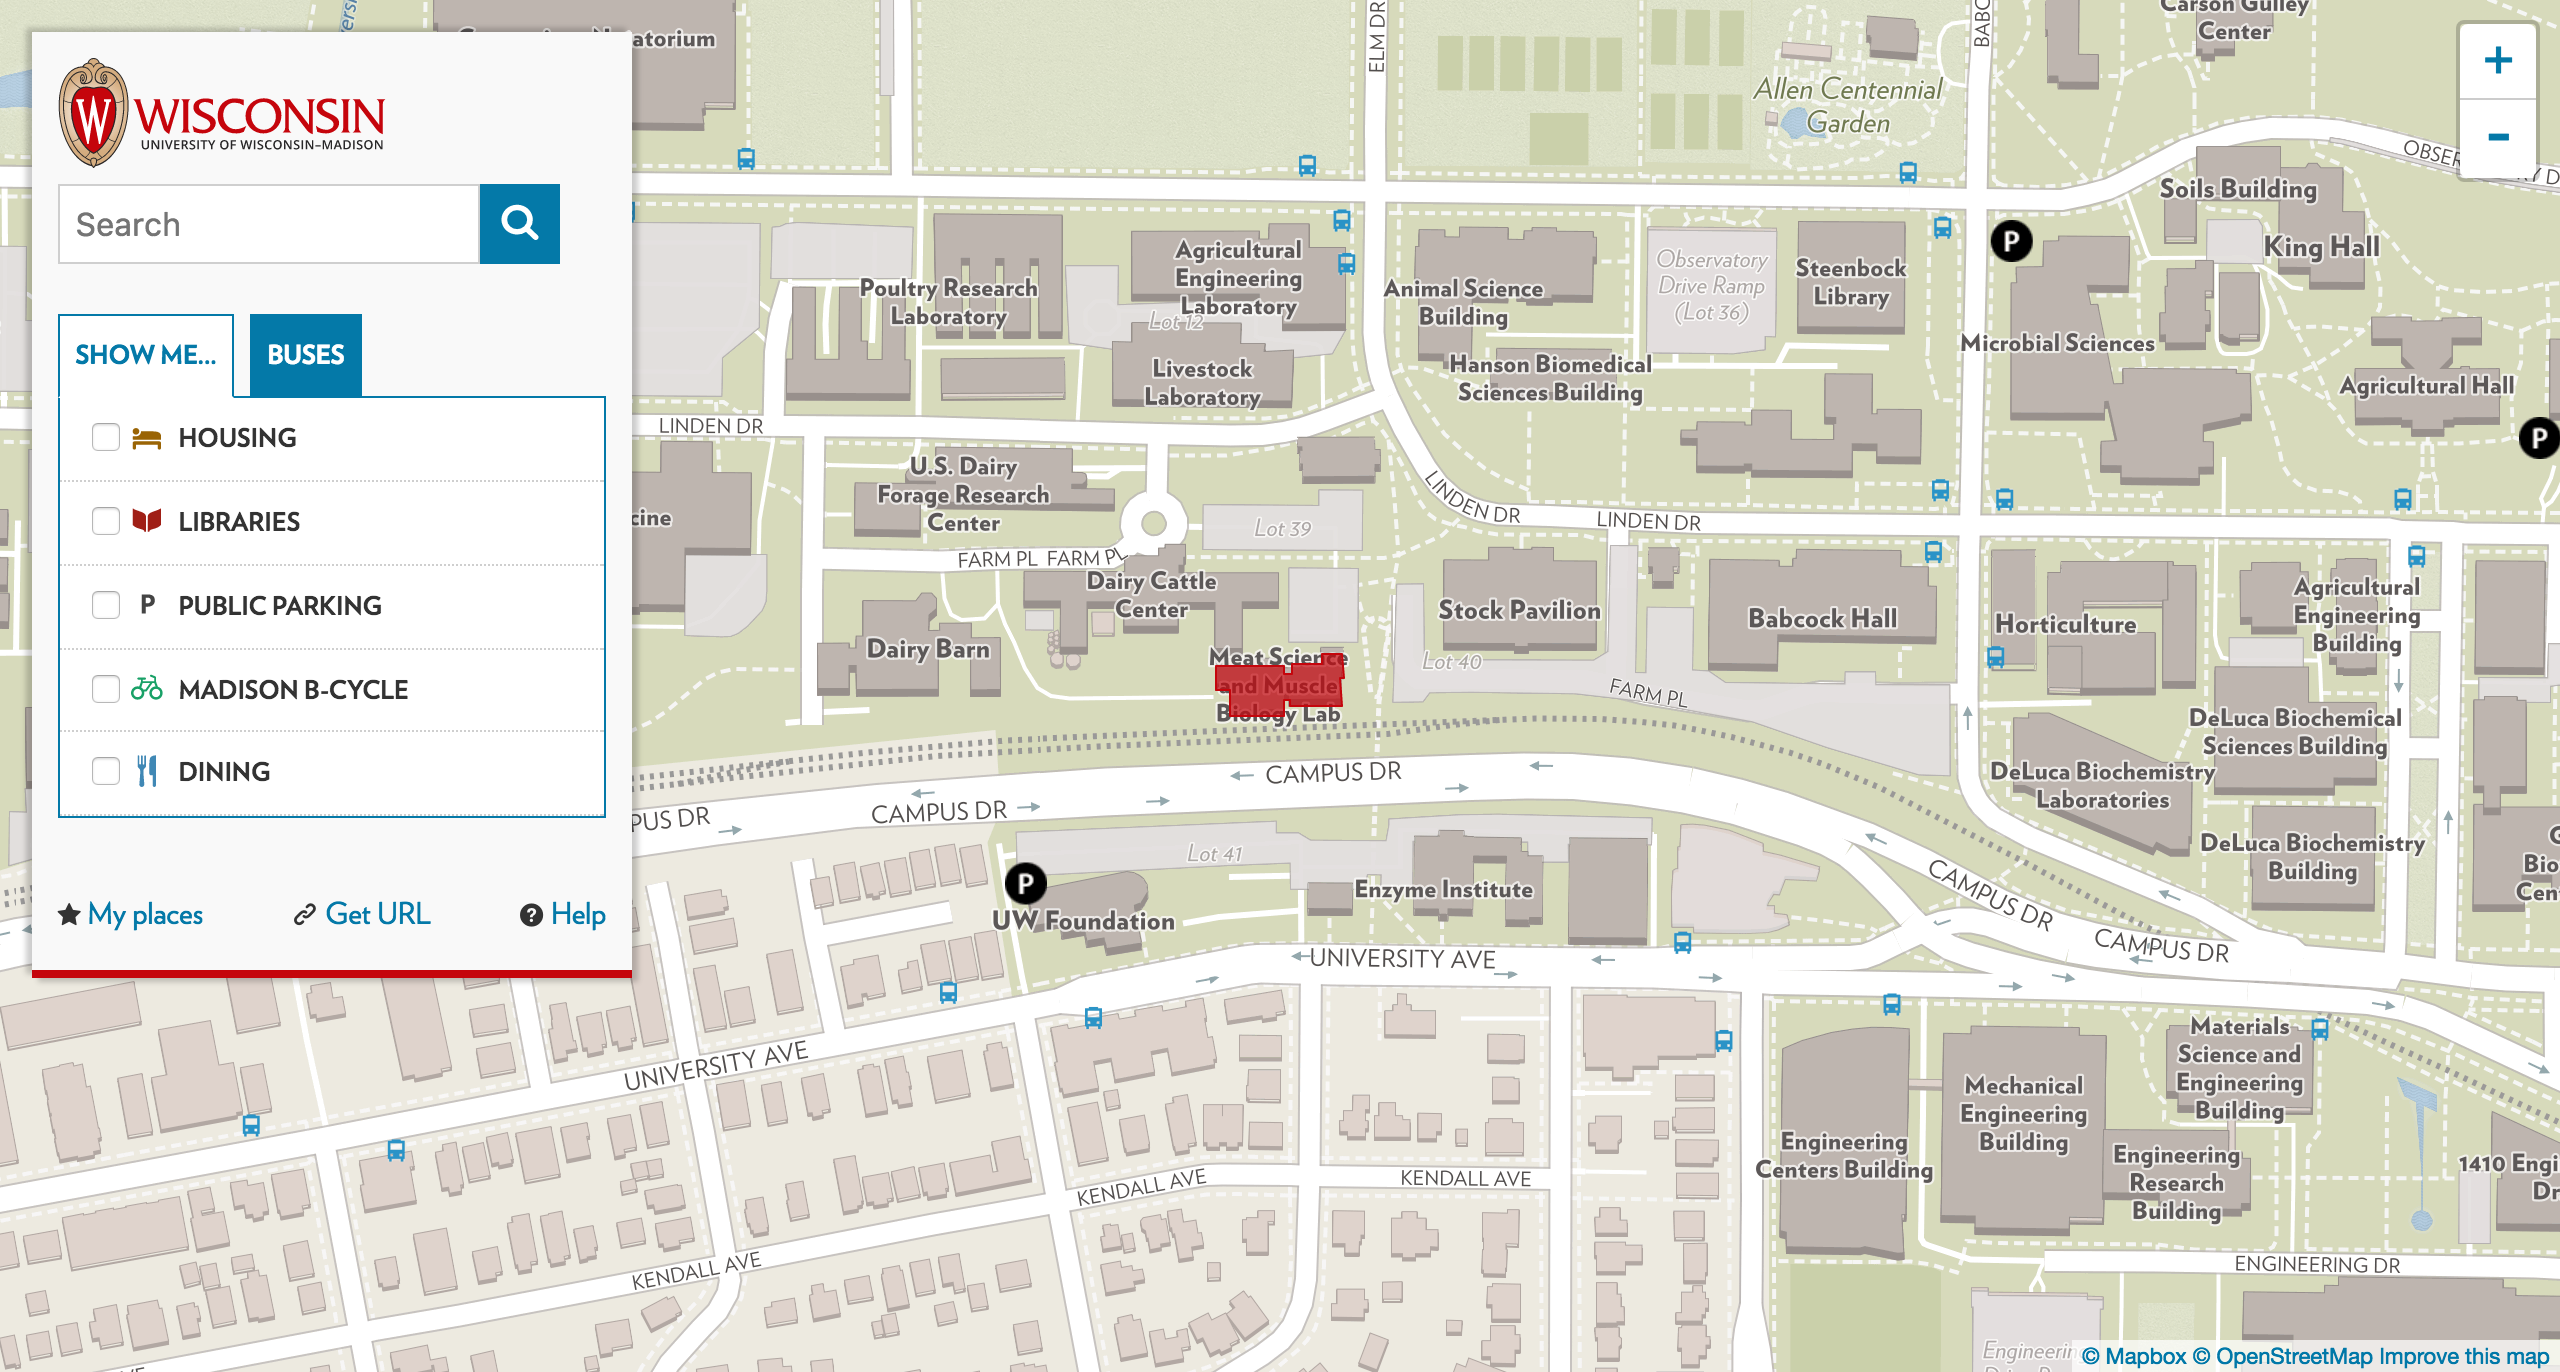 WISCONSIN
UNIVERSITY OF WISCONSIN–MADISON
Search
SHOW ME...
BUSES
HOUSING
LIBRARIES
P PUBLIC PARKING
MADISON B-CYCLE
DINING
My places
Get URL
Help
+
-
atorium
ELM DR
Allen Centennial
Garden
Carson Gulley
Center
Soils Building
King Hall
P
Poultry Research
Laboratory
Agricultural
Engineering
Laboratory
Lot 12
Livestock
Laboratory
Animal Science
Building
Hanson Biomedical
Sciences Building
Observatory
Drive Ramp
(Lot 36)
Steenbock
Library
Microbial Sciences
Agricultural Hall
P
LINDEN DR
LINDEN DR
LINDEN DR
U.S. Dairy
Forage Research
Center
Lot 39
FARM PL
FARM PL
Dairy Cattle
Center
Dairy Barn
Meat Science
and Muscle
Biology Lab
Stock Pavilion
Lot 40
FARM PL
Babcock Hall
Horticulture
Agricultural
Engineering
Building
DeLuca Biochemical
Sciences Building
DeLuca Biochemistry
Laboratories
DeLuca Biochemistry
Building
CAMPUS DR
CAMPUS DR
PUS DR
CAMPUS DR
CAMPUS DR
Lot 41
P
UW Foundation
Enzyme Institute
UNIVERSITY AVE
UNIVERSITY AVE
Engineering
Centers Building
Mechanical
Engineering
Building
Materials
Science and
Engineering
Building
Engineering
Research
Building
1410 Engi
Dr
KENDALL AVE
KENDALL AVE
KENDALL AVE
ENGINEERING DR
© Mapbox © OpenStreetMap Improve this map